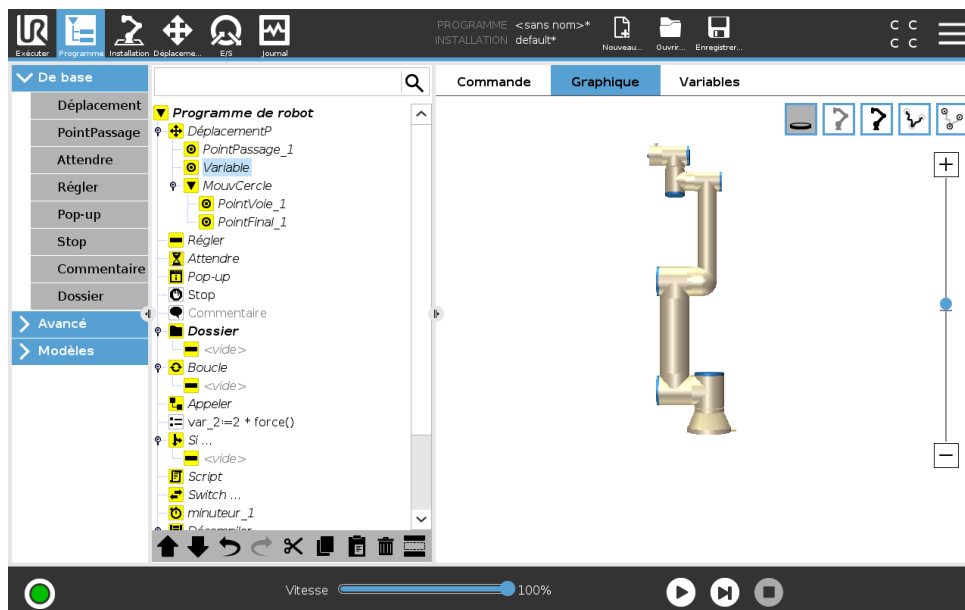 UR
PROGRAMME <sans nom>*
INSTALLATION default*
C C
C C
Exécuter Programme Installation Déplaceme... E/S Journal
Nouveau... Ouvrir... Enregistrer...
De base
Déplacement
PointPassage
Attendre
Régler
Pop-up
Stop
Commentaire
Dossier
Avancé
Modèles
Programme de robot
DéplacementP
PointPassage_1
Variable
MouvCercle
PointVoie_1
PointFinal_1
Régler
Attendre
Pop-up
Stop
Commentaire
Dossier
<vide>
Boucle
<vide>
Appeler
var_2:=2 * force()
Si ...
<vide>
Script
Switch ...
minuteur_1
Décompiler
Commande Graphique Variables
Vitesse 100%